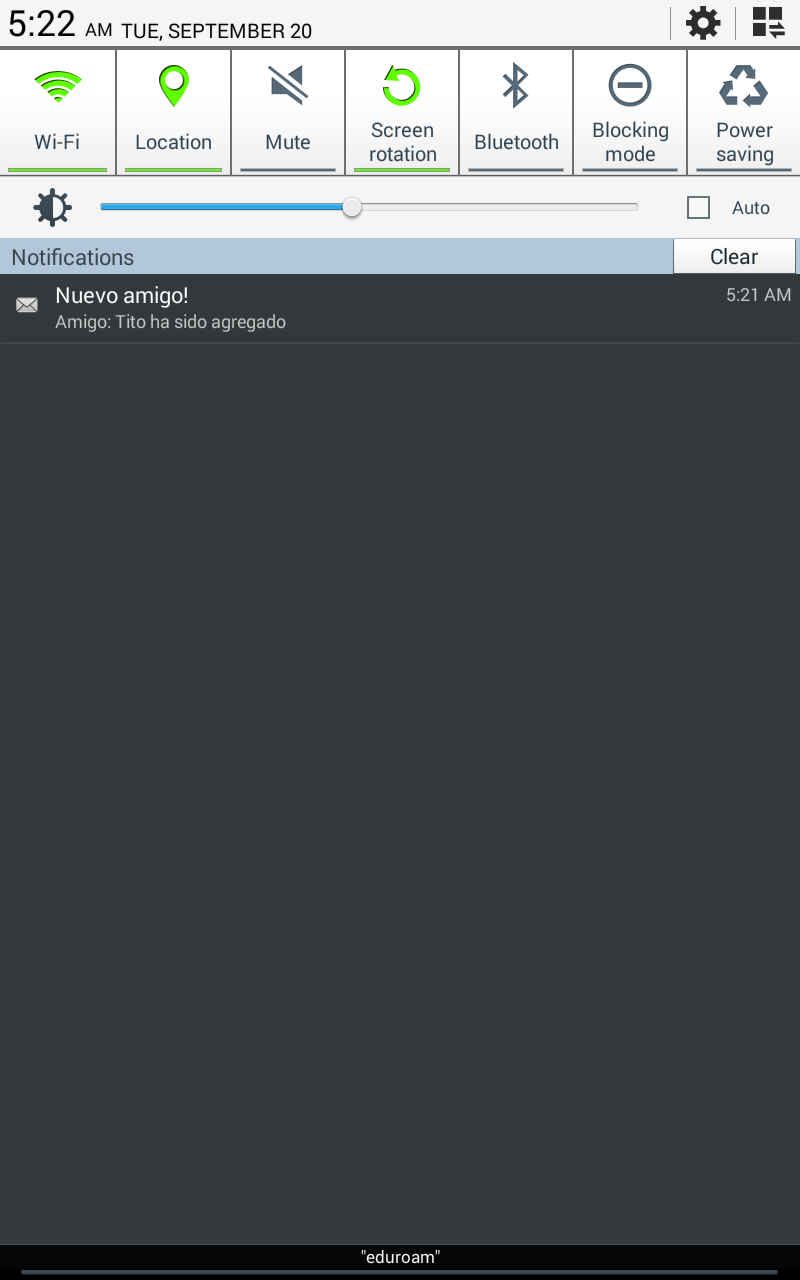 5:22 AM TUE, SEPTEMBER 20
Wi-Fi
Location
Mute
Screen
rotation
Bluetooth
Blocking
mode
Power
saving
Auto
Notifications
Clear
Nuevo amigo!
5:21 AM
Amigo: Tito ha sido agregado
"eduroam"